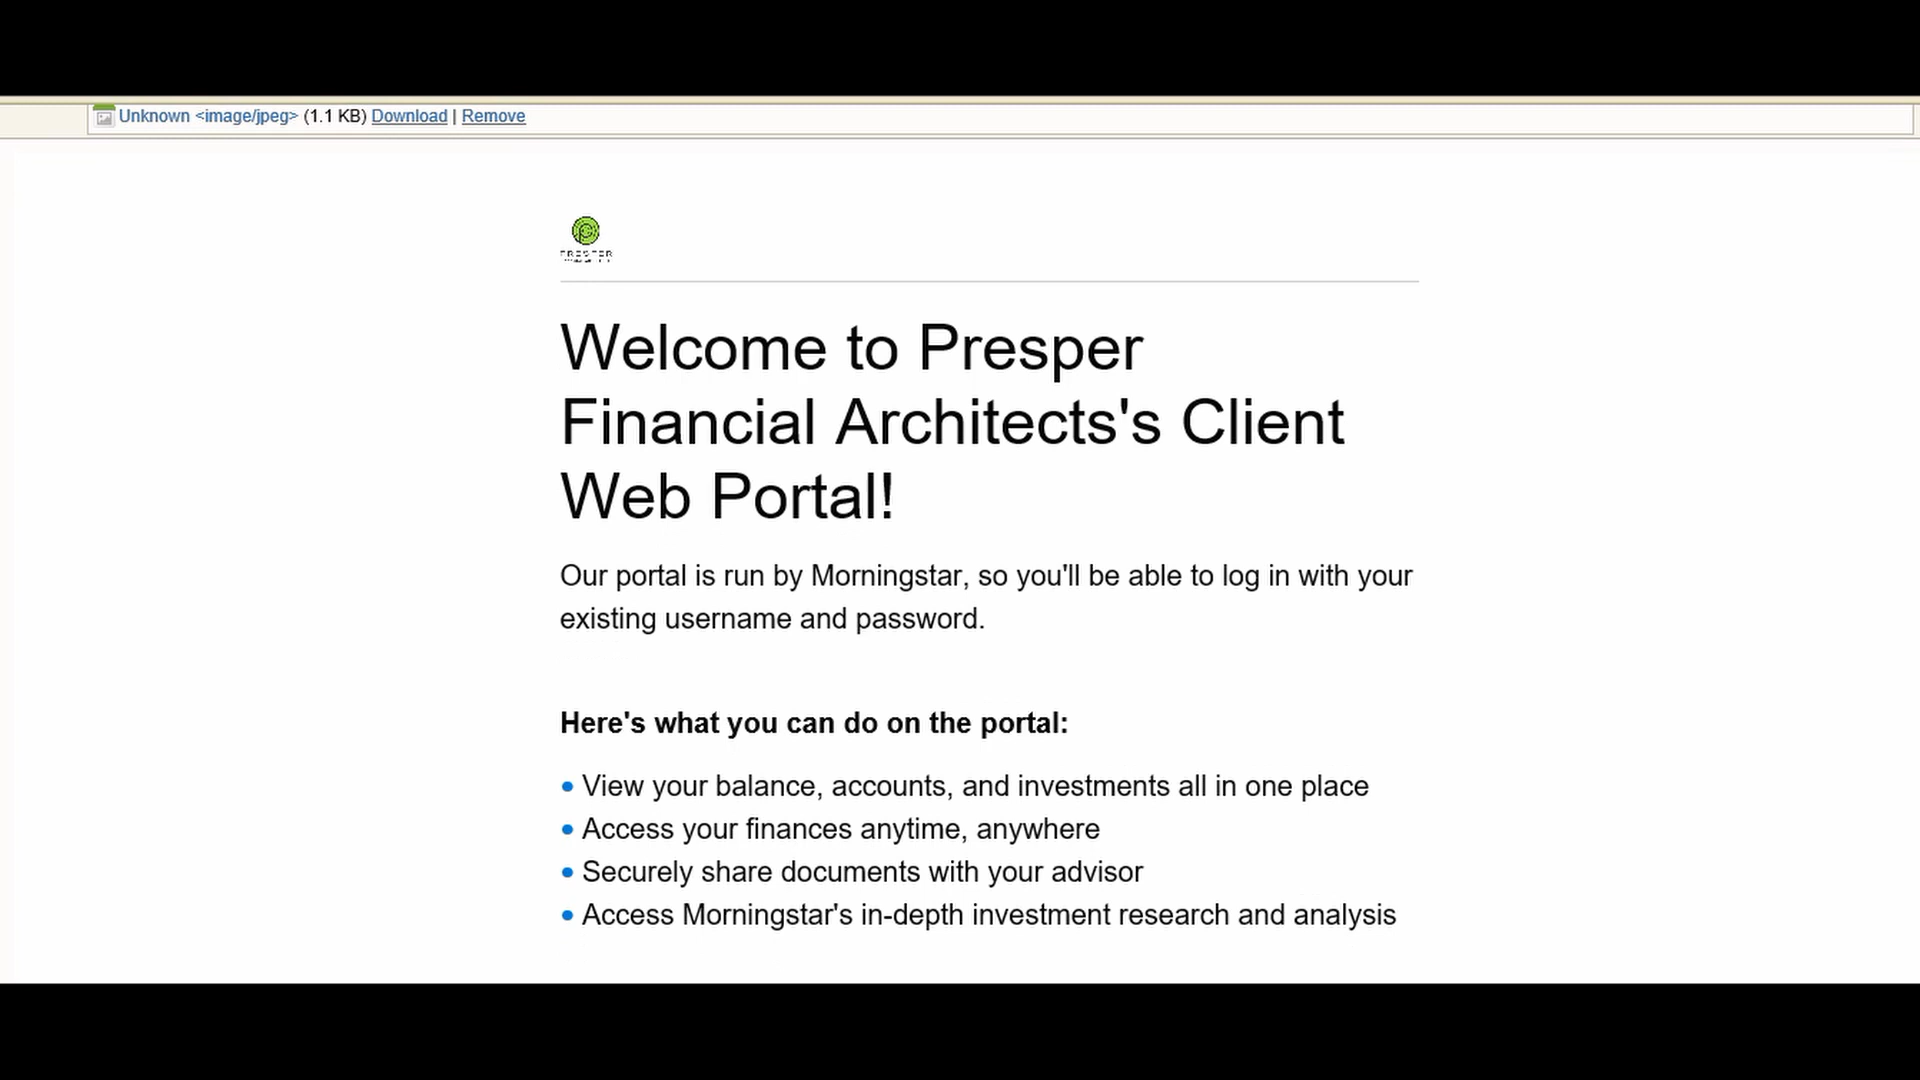 Unknown <image/jpeg> (1.1 KB) Download | Remove
PRESPER
Welcome to Presper
Financial Architects's Client
Web Portal!
Our portal is run by Morningstar, so you'll be able to log in with your
existing username and password.
Here's what you can do on the portal:
• View your balance, accounts, and investments all in one place
• Access your finances anytime, anywhere
• Securely share documents with your advisor
• Access Morningstar's in-depth investment research and analysis